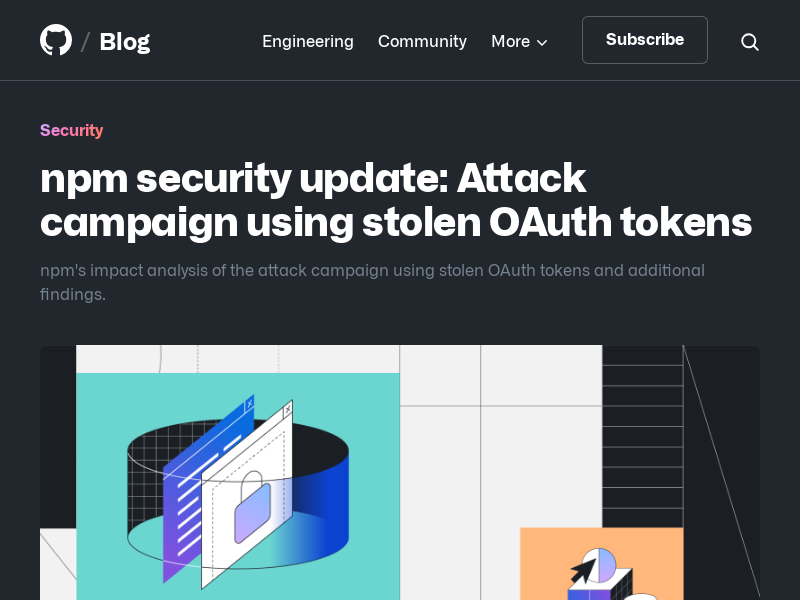 / Blog
Engineering Community More Subscribe
Security
npm security update: Attack
campaign using stolen OAuth tokens
npm's impact analysis of the attack campaign using stolen OAuth tokens and additional
findings.